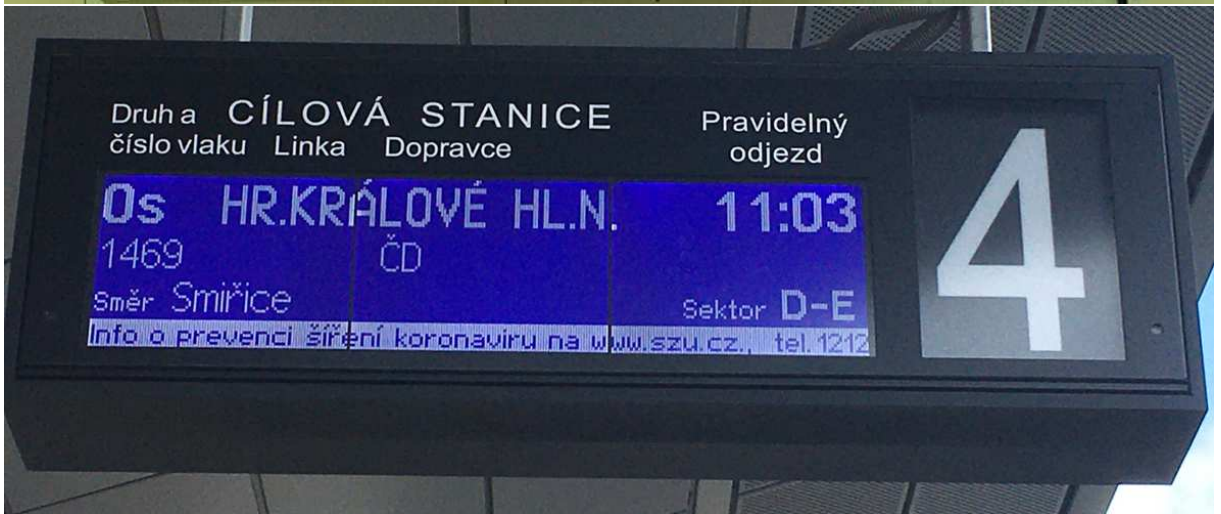 Druh a CÍLOVÁ STANICE Pravidelný
číslo vlaku Linka Dopravce odjezd
Os HR.KRÁLOVÉ HL.N. 11:03
1469 ČD
Směr Smiřice Sektor D-E
Info o prevenci šíření koronaviru na www.szu.cz., tel. 1212
4